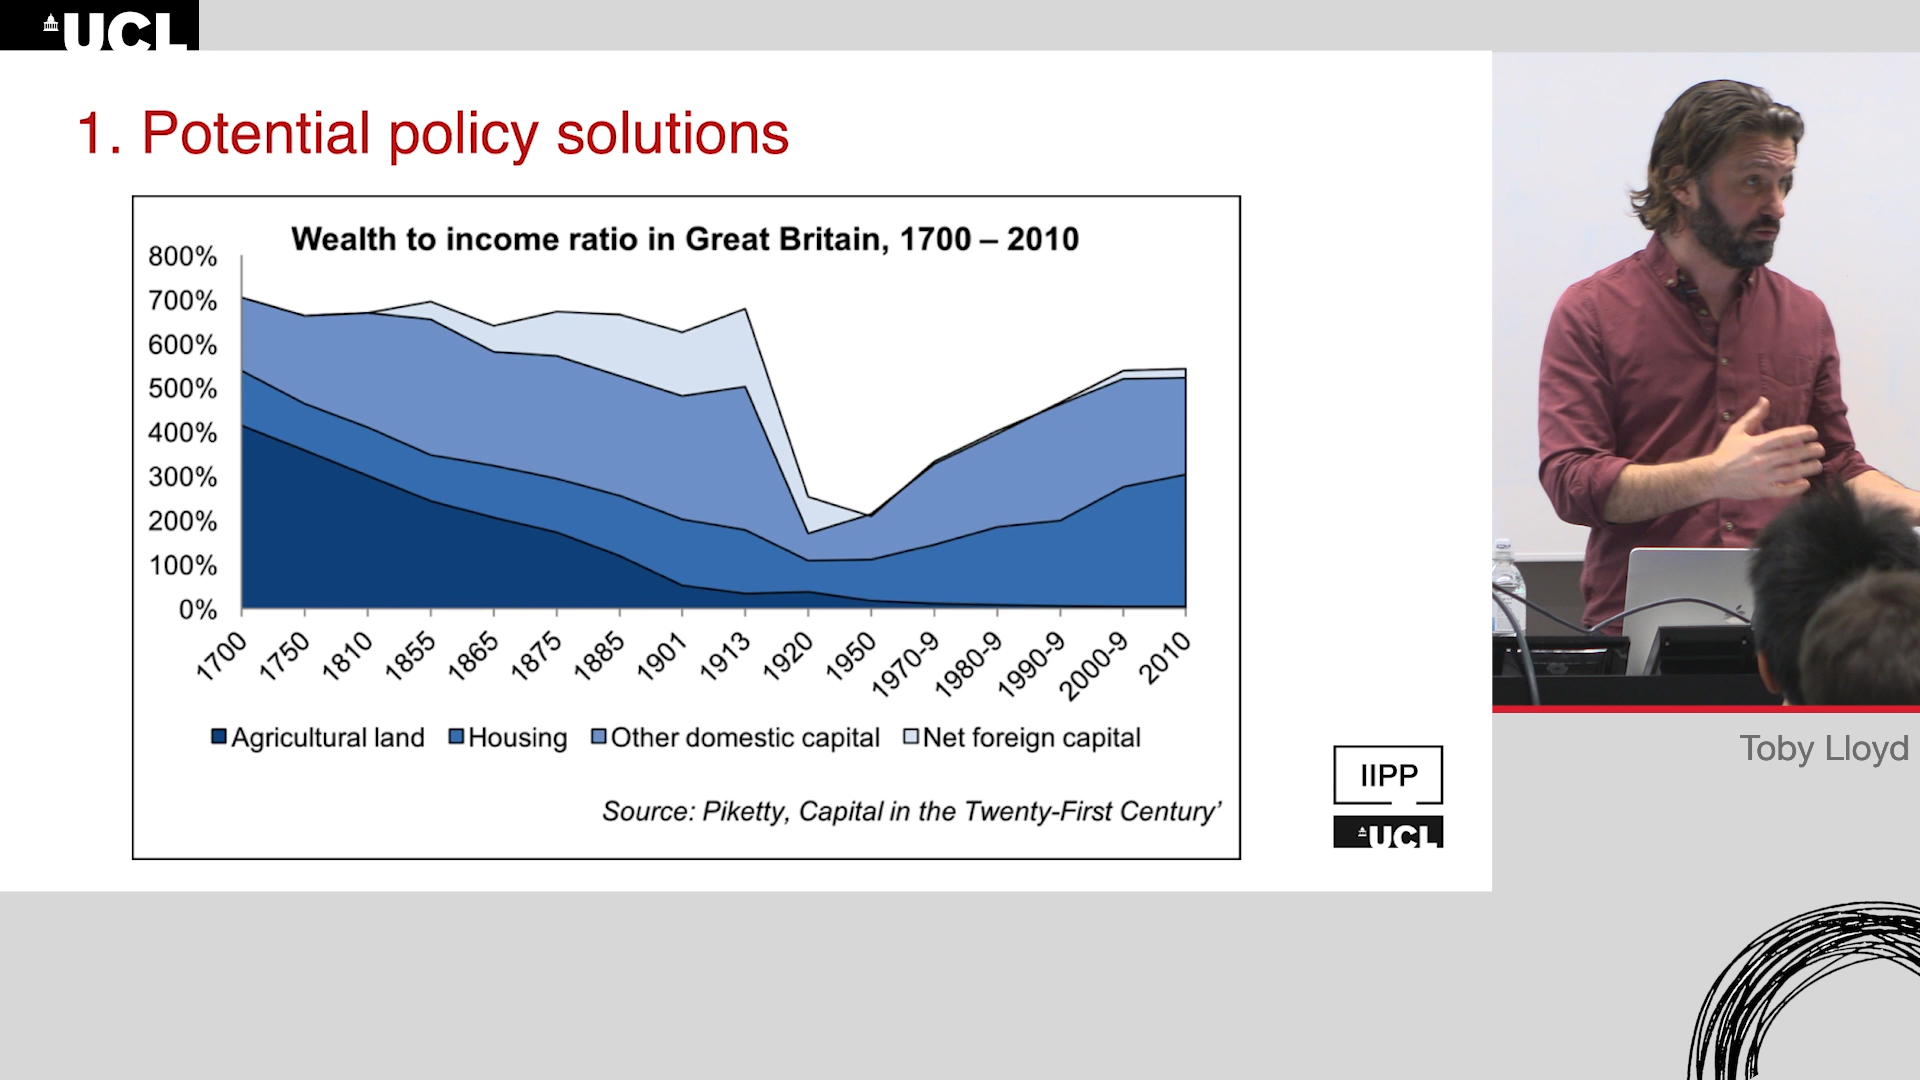 UCL
1. Potential policy solutions
Wealth to income ratio in Great Britain, 1700 – 2010
800%
700%
600%
500%
400%
300%
200%
100%
0%
1700 1750 1810 1855 1865 1875 1885 1901 1913 1920 1950 1970-9 1980-9 1990-9 2000-9 2010
Agricultural land Housing Other domestic capital Net foreign capital
Source: Piketty, Capital in the Twenty-First Century’
IIPP
UCL
Toby Lloyd